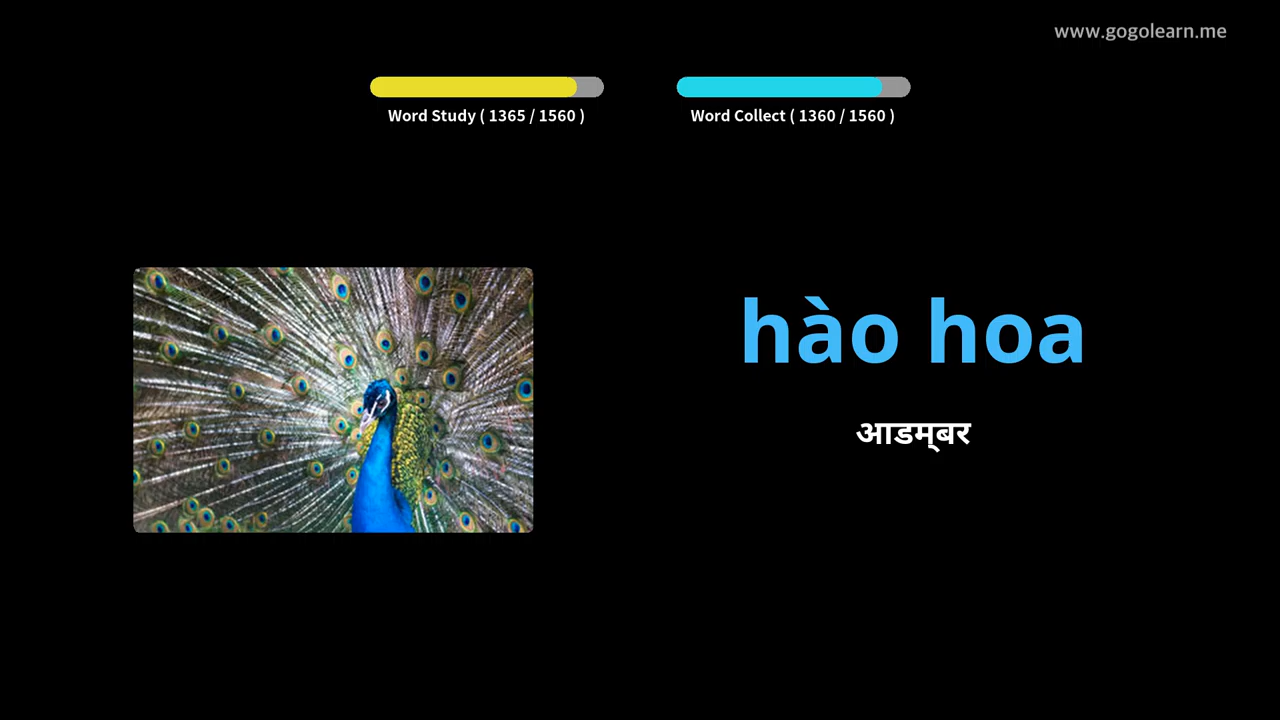 www.gogolearn.me
Word Study ( 1365 / 1560 )
Word Collect ( 1360 / 1560 )
hào hoa
आडम्‌बर